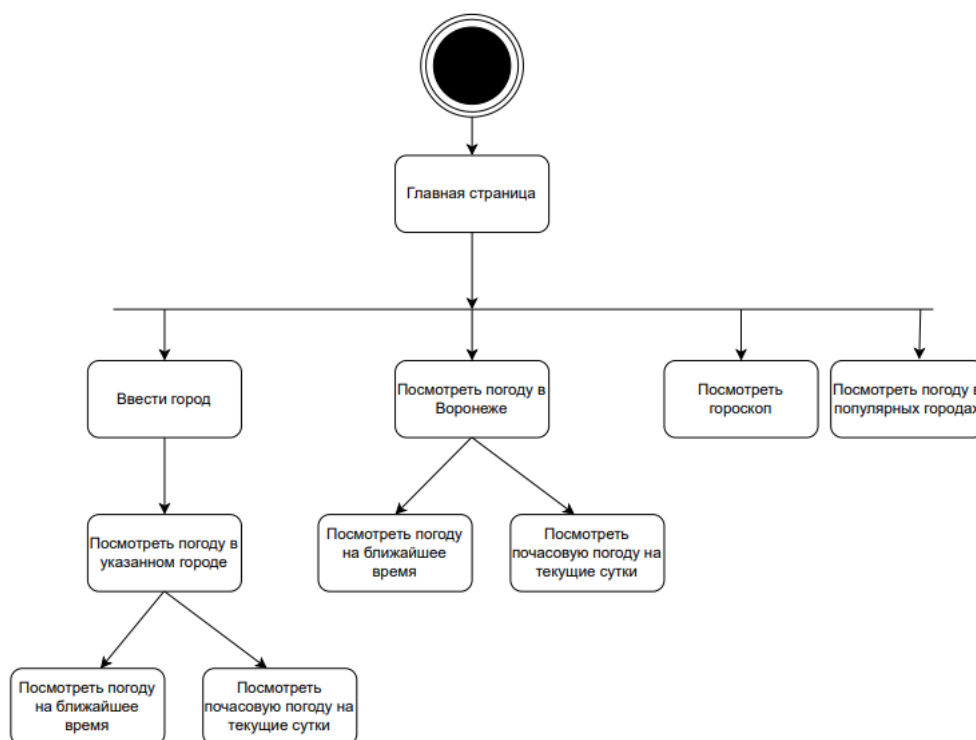 Главная страница
Ввести город
Посмотреть погоду в
Воронеже
Посмотреть
гороскоп
Посмотреть погоду в
популярных городах
Посмотреть погоду в
указанном городе
Посмотреть погоду
на ближайшее
время
Посмотреть
почасовую погоду на
текущие сутки
Посмотреть погоду
на ближайшее
время
Посмотреть
почасовую погоду на
текущие сутки